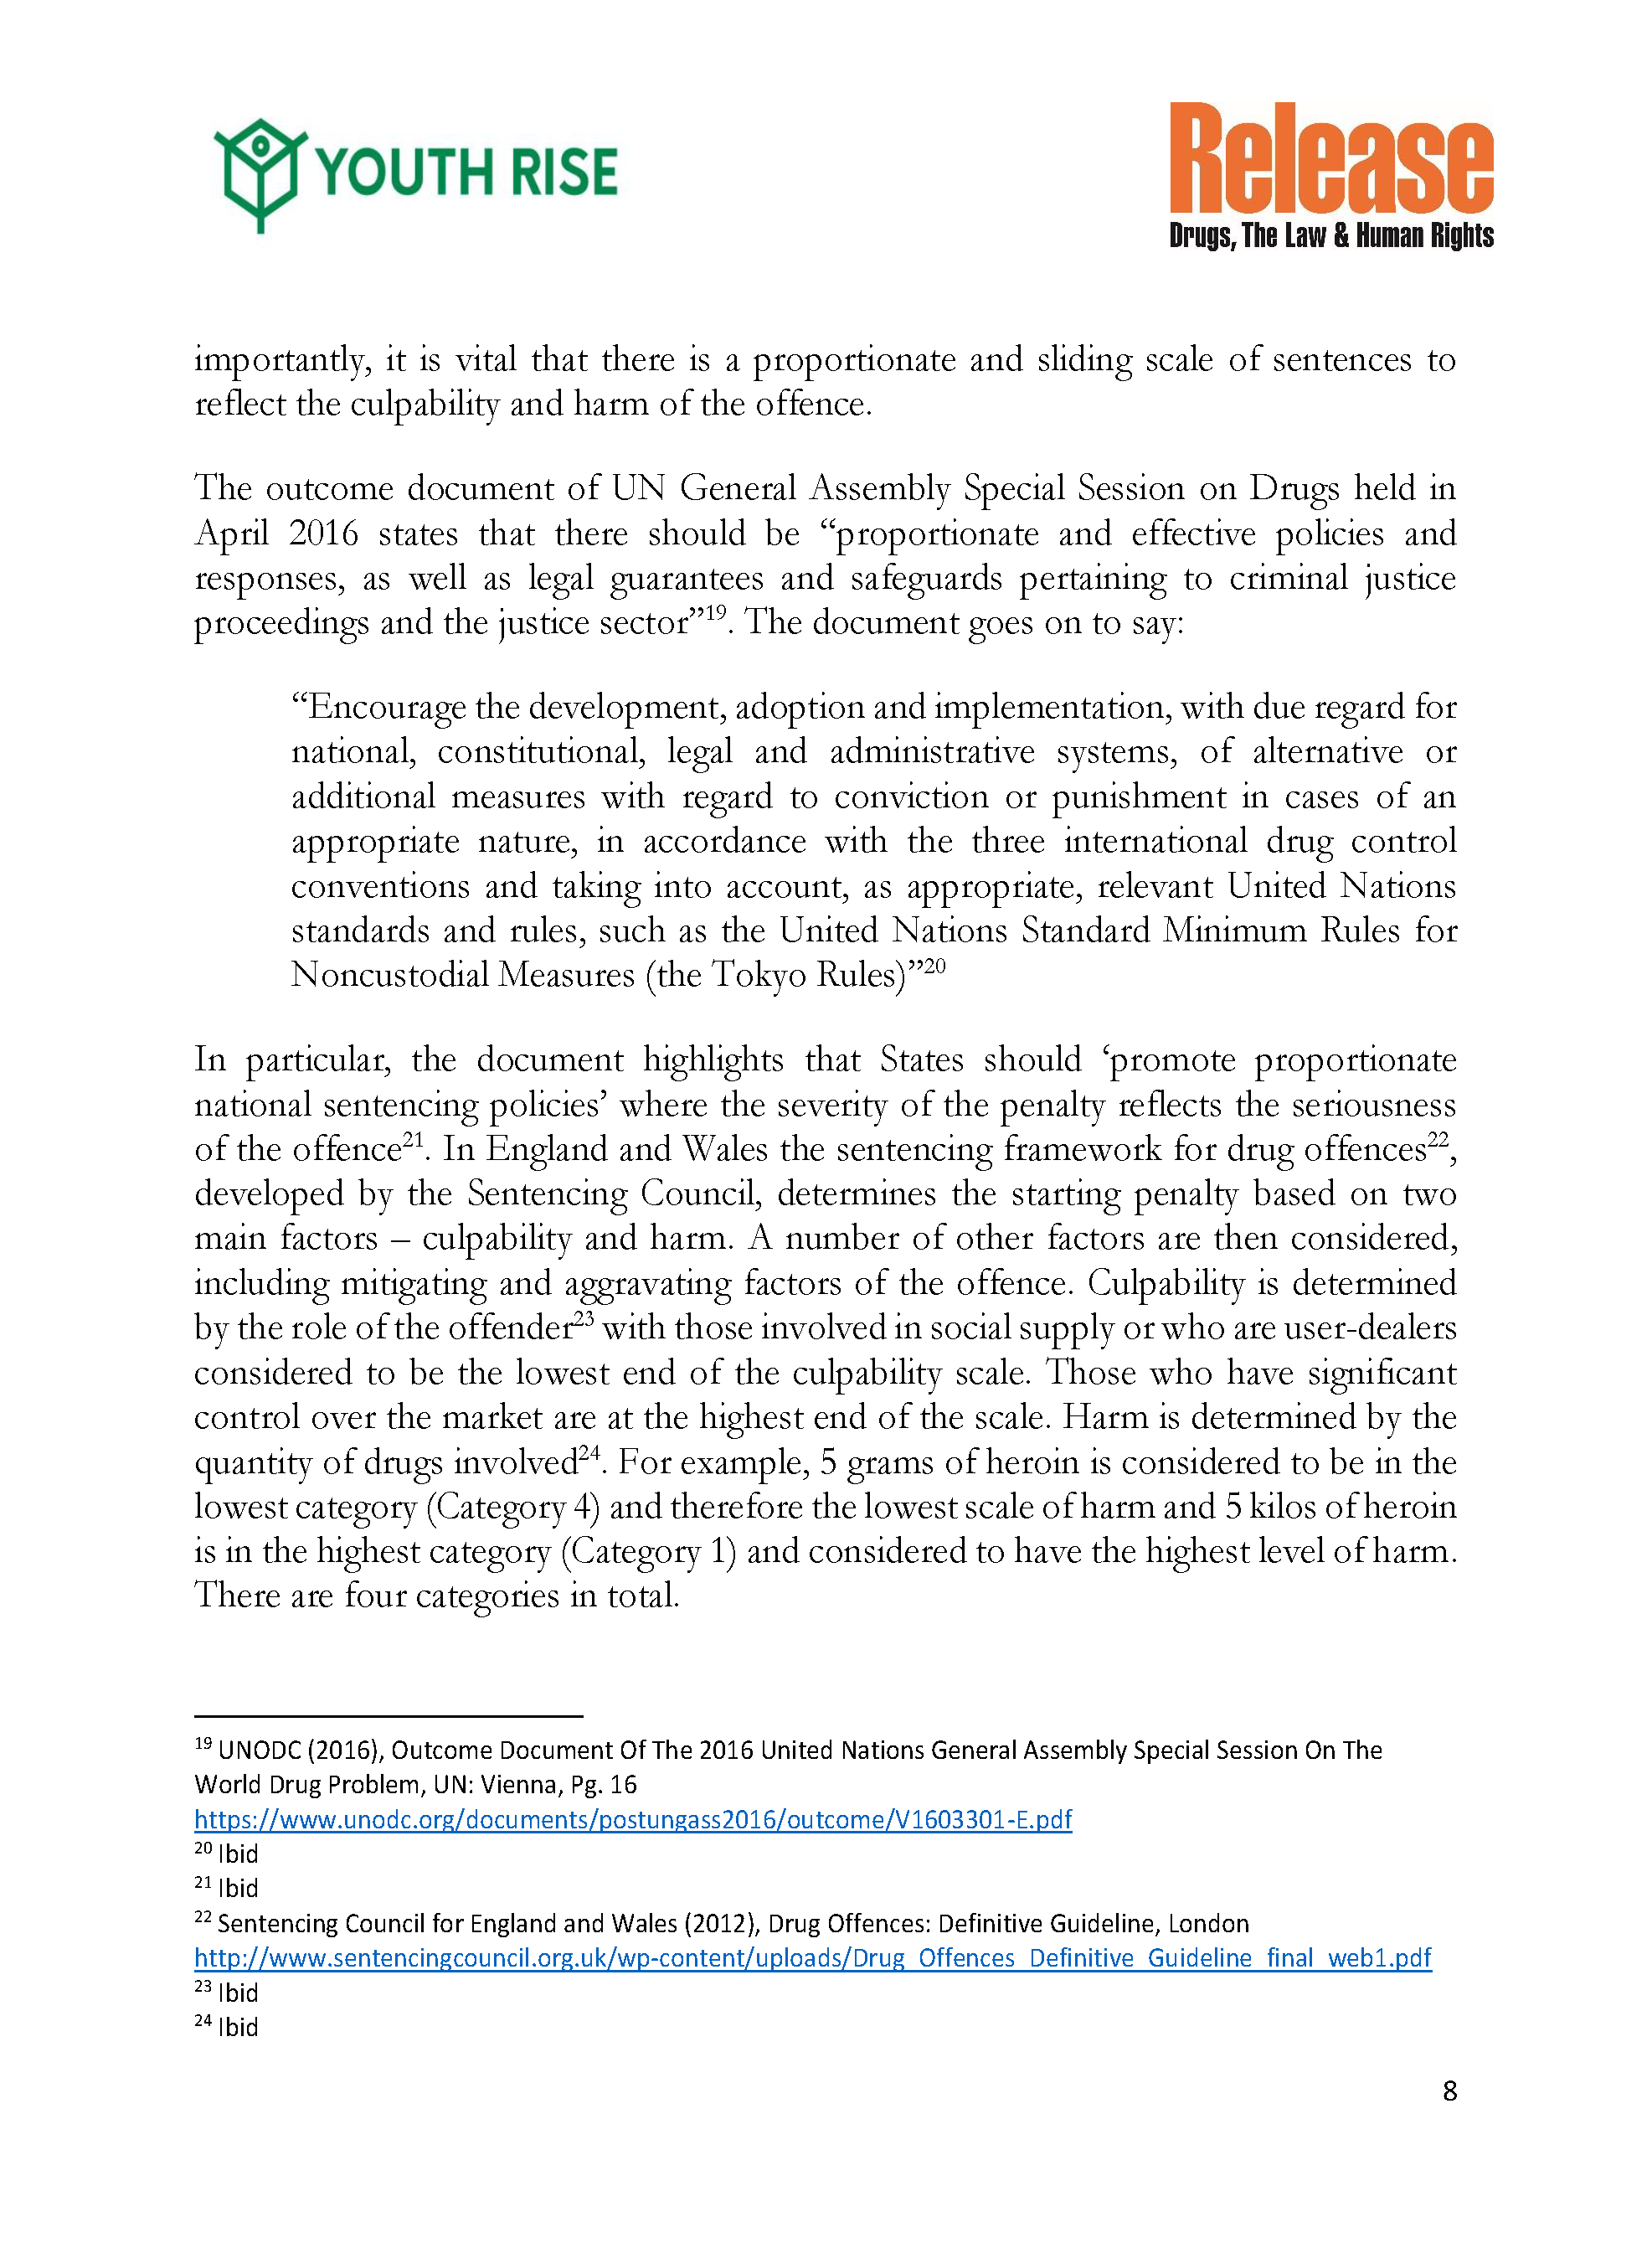 YOUTH RISE
Release
Drugs, The Law & Human Rights
importantly, it is vital that there is a proportionate and sliding scale of sentences to
reflect the culpability and harm of the offence.
The outcome document of UN General Assembly Special Session on Drugs held in
April 2016 states that there should be “proportionate and effective policies and
responses, as well as legal guarantees and safeguards pertaining to criminal justice
proceedings and the justice sector”19. The document goes on to say:
“Encourage the development, adoption and implementation, with due regard for
national, constitutional, legal and administrative systems, of alternative or
additional measures with regard to conviction or punishment in cases of an
appropriate nature, in accordance with the three international drug control
conventions and taking into account, as appropriate, relevant United Nations
standards and rules, such as the United Nations Standard Minimum Rules for
Noncustodial Measures (the Tokyo Rules)”20
In particular, the document highlights that States should ‘promote proportionate
national sentencing policies’ where the severity of the penalty reflects the seriousness
of the offence21. In England and Wales the sentencing framework for drug offences22,
developed by the Sentencing Council, determines the starting penalty based on two
main factors – culpability and harm. A number of other factors are then considered,
including mitigating and aggravating factors of the offence. Culpability is determined
by the role of the offender23 with those involved in social supply or who are user-dealers
considered to be the lowest end of the culpability scale. Those who have significant
control over the market are at the highest end of the scale. Harm is determined by the
quantity of drugs involved24. For example, 5 grams of heroin is considered to be in the
lowest category (Category 4) and therefore the lowest scale of harm and 5 kilos of heroin
is in the highest category (Category 1) and considered to have the highest level of harm.
There are four categories in total.
19 UNODC (2016), Outcome Document Of The 2016 United Nations General Assembly Special Session On The
World Drug Problem, UN: Vienna, Pg. 16
https://www.unodc.org/documents/postungass2016/outcome/V1603301-E.pdf
20 Ibid
21 Ibid
22 Sentencing Council for England and Wales (2012), Drug Offences: Definitive Guideline, London
http://www.sentencingcouncil.org.uk/wp-content/uploads/Drug_Offences_Definitive_Guideline_final_web1.pdf
23 Ibid
24 Ibid
8